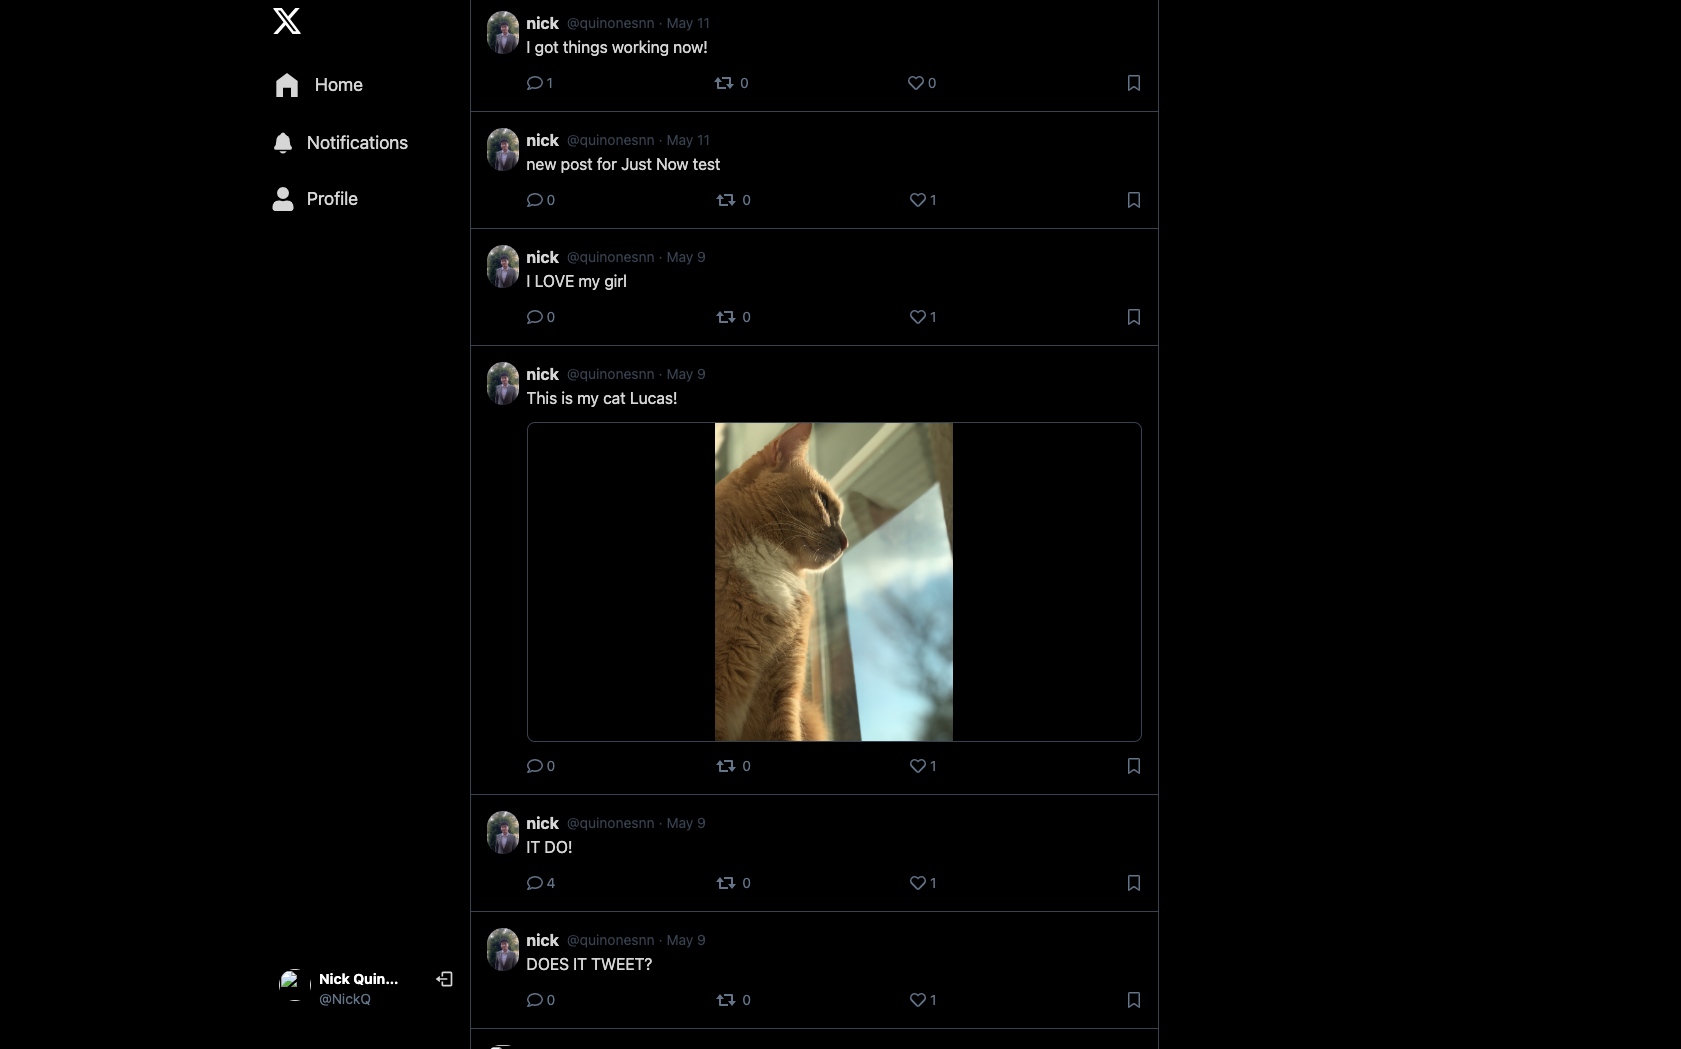 Home
Notifications
Profile
nick @quinonesnn · May 11
I got things working now!
1 0 0
nick @quinonesnn · May 11
new post for Just Now test
0 0 1
nick @quinonesnn · May 9
I LOVE my girl
0 0 1
nick @quinonesnn · May 9
This is my cat Lucas!
0 0 1
nick @quinonesnn · May 9
IT DO!
4 0 1
nick @quinonesnn · May 9
DOES IT TWEET?
0 0 1
Nick Quin...
@NickQ